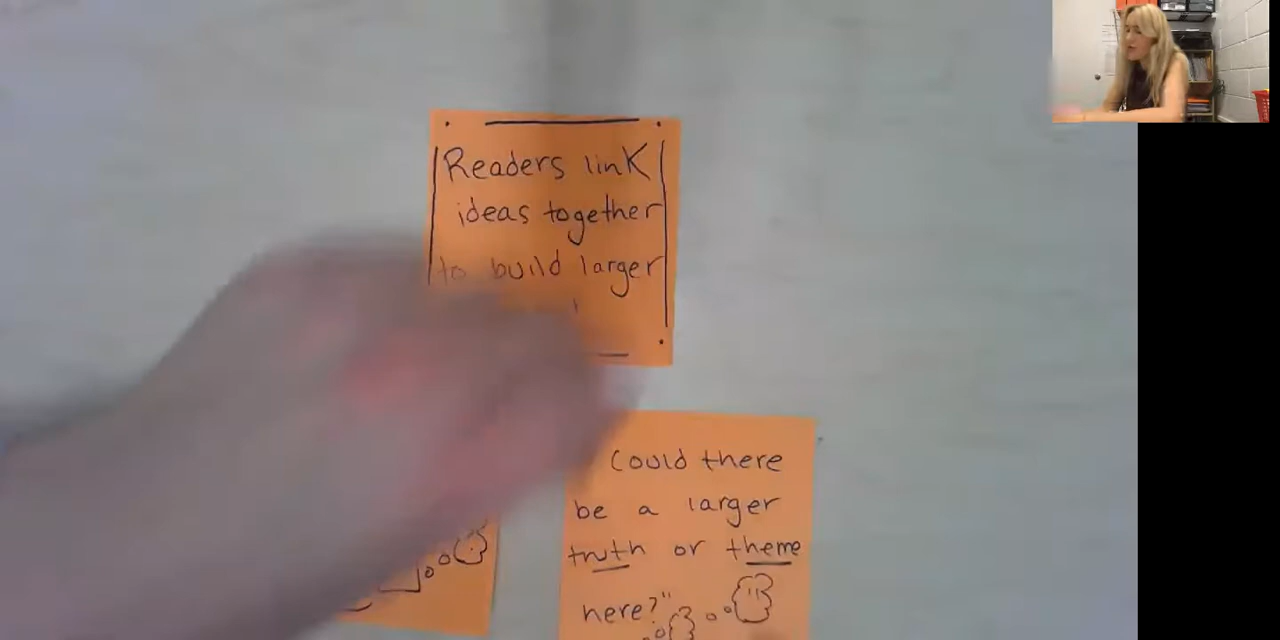 Readers link
ideas together
to build larger
Could there
be a larger
truth or theme
here?"